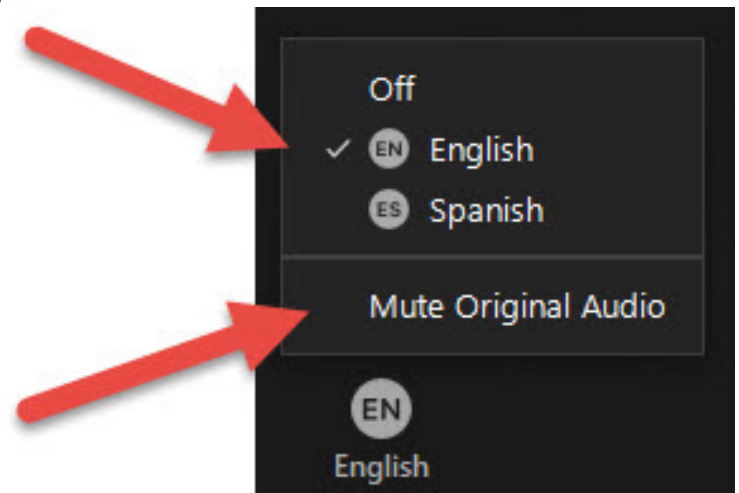 Off
EN English
ES Spanish
Mute Original Audio
EN
English